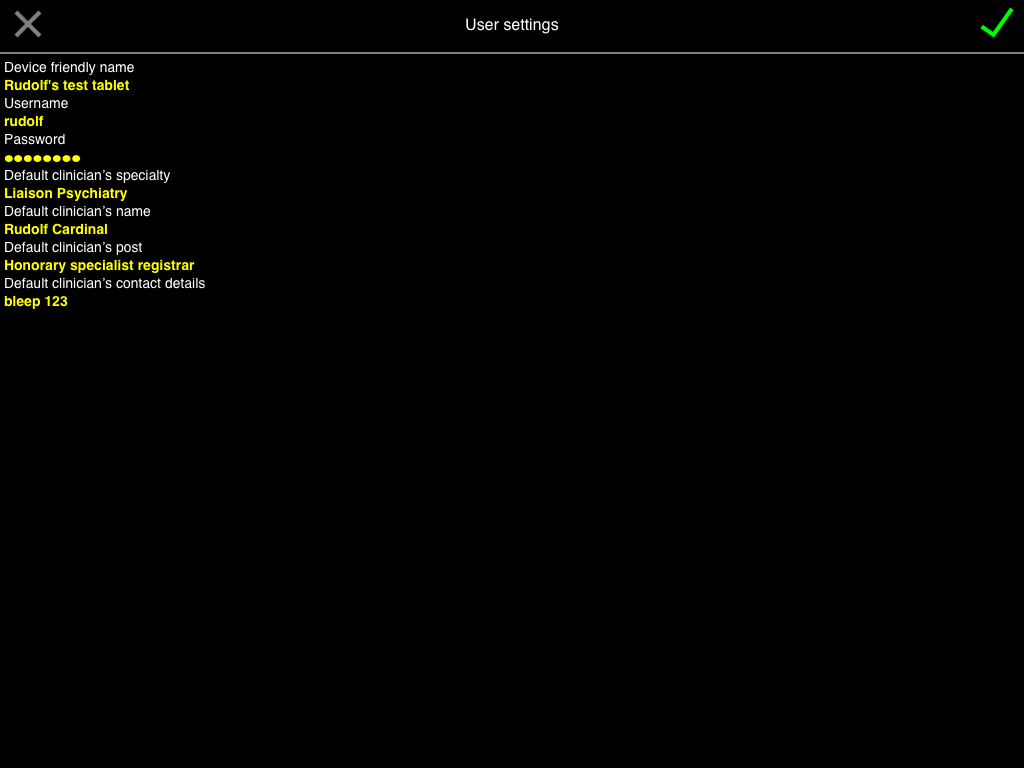 User settings
Device friendly name
Rudolf's test tablet
Username
rudolf
Password
●●●●●●●●
Default clinician’s specialty
Liaison Psychiatry
Default clinician’s name
Rudolf Cardinal
Default clinician’s post
Honorary specialist registrar
Default clinician’s contact details
bleep 123